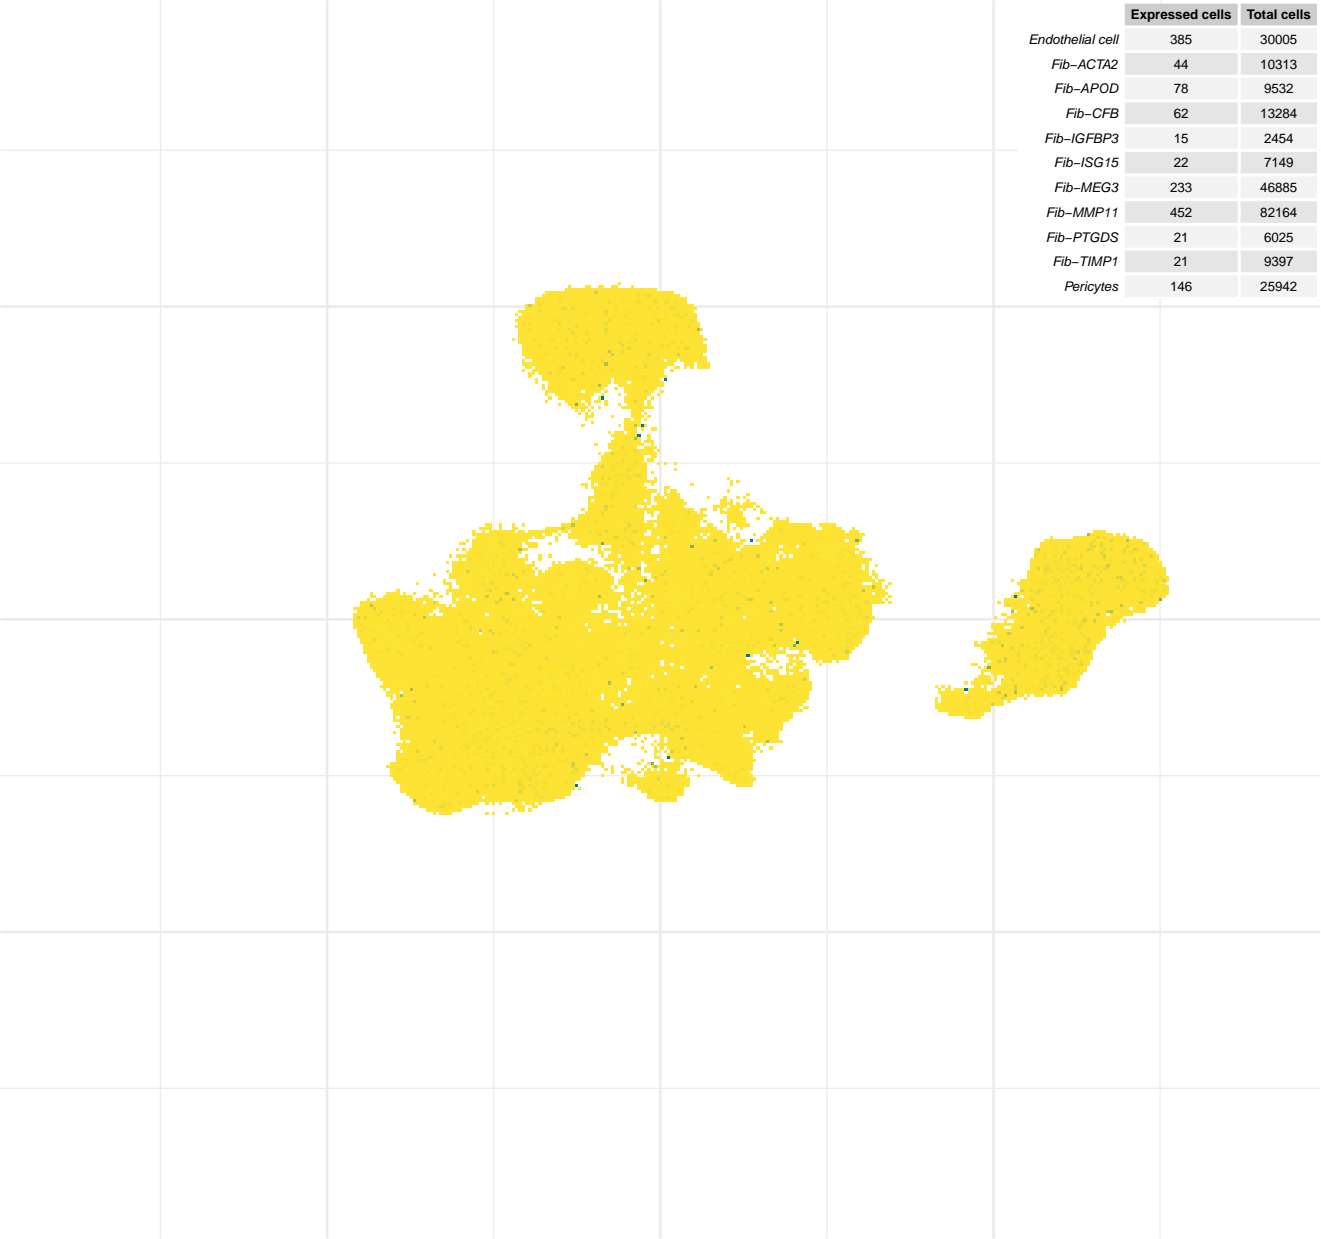 Expressed cells Total cells
Endothelial cell 385 30005
Fib−ACTA2 44 10313
Fib−APOD 78 9532
Fib−CFB 62 13284
Fib−IGFBP3 15 2454
Fib−ISG15 22 7149
Fib−MEG3 233 46885
Fib−MMP11 452 82164
Fib−PTGDS 21 6025
Fib−TIMP1 21 9397
Pericytes 146 25942